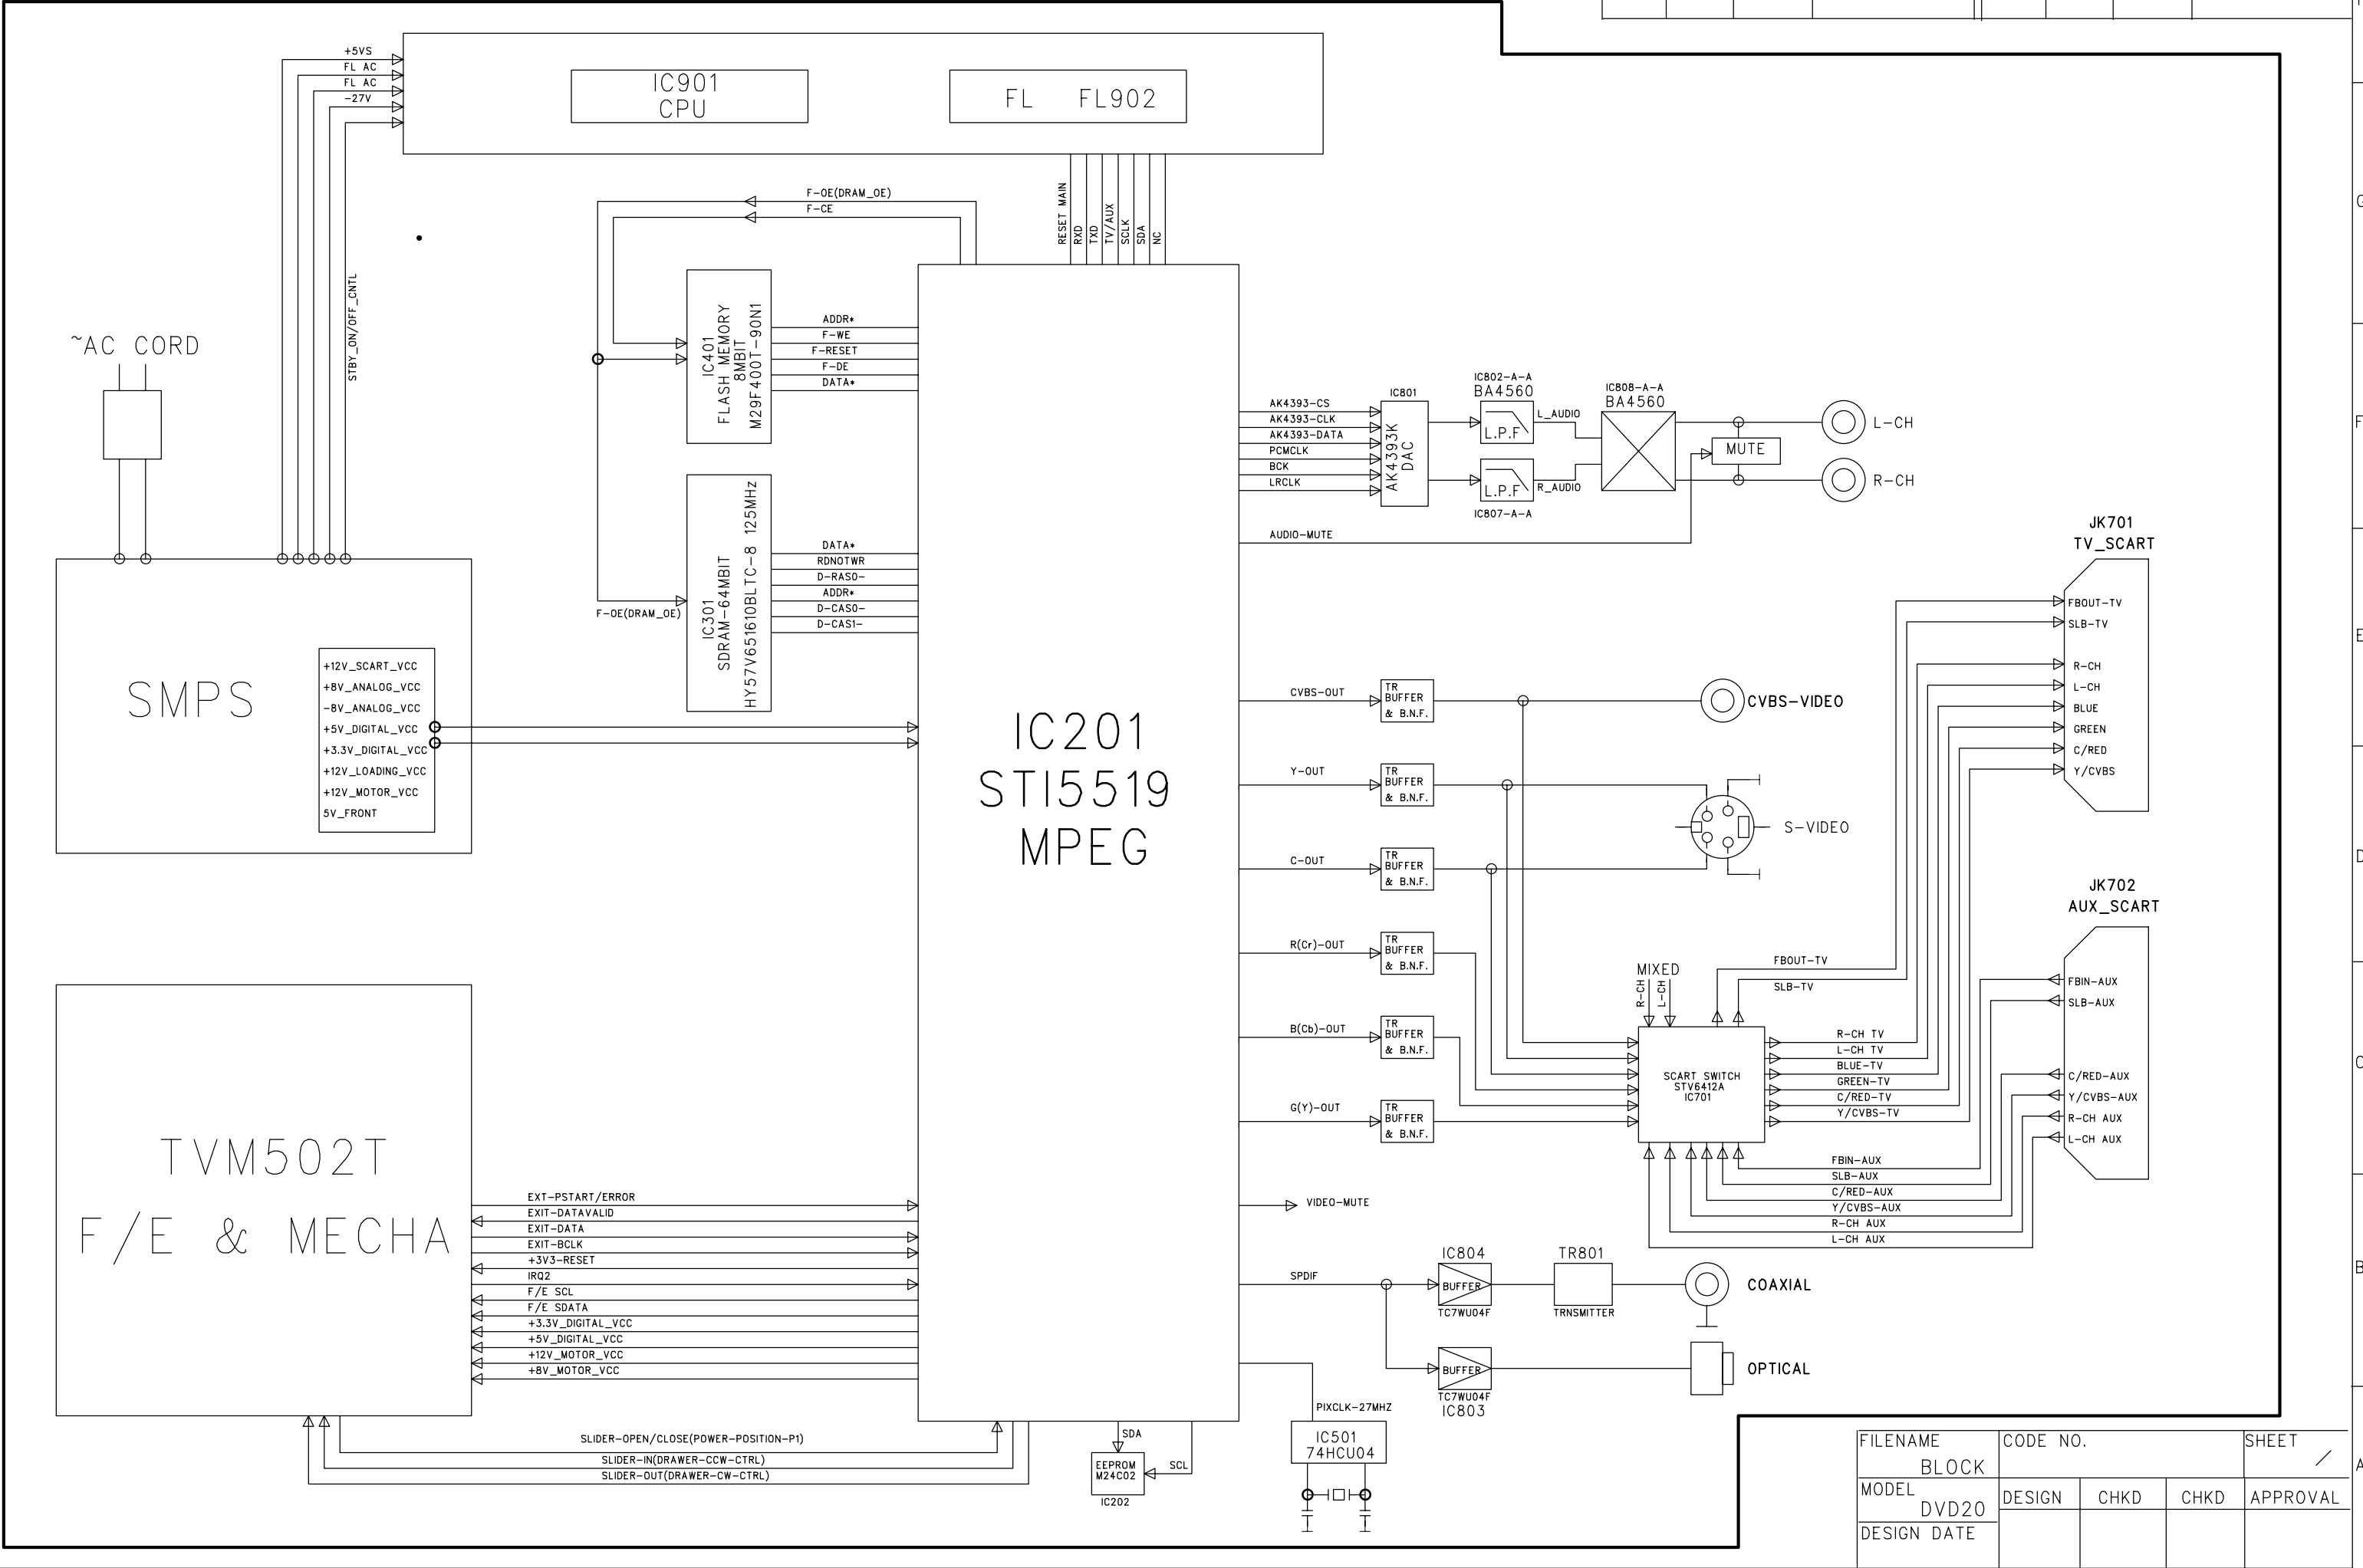 +5VS
FL AC
FL AC
-27V
STBY_ON/OFF_CNTL
IC901
CPU
FL FL902
RESET MAIN
RXD
TXD
TV/AUX
SCLK
SDA
NC
F-OE(DRAM_OE)
F-CE
~AC CORD
IC401
FLASH MEMORY
8MBIT
M29F400T-90N1
ADDR*
F-WE
F-RESET
F-DE
DATA*
IC301
SDRAM-64MBIT
HY57V651610BLTC-8 125MHz
F-OE(DRAM_OE)
DATA*
RDNOTWR
D-RAS0-
ADDR*
D-CAS0-
D-CAS1-
SMPS
+12V_SCART_VCC
+8V_ANALOG_VCC
-8V_ANALOG_VCC
+5V_DIGITAL_VCC
+3.3V_DIGITAL_VCC
+12V_LOADING_VCC
+12V_MOTOR_VCC
5V_FRONT
IC201
STI5519
MPEG
AK4393-CS
AK4393-CLK
AK4393-DATA
PCMCLK
BCK
LRCLK
IC801
AK4393K
DAC
IC802-A-A
BA4560
L.P.F
L_AUDIO
L.P.F
R_AUDIO
IC807-A-A
IC808-A-A
BA4560
MUTE
L-CH
R-CH
AUDIO-MUTE
JK701
TV_SCART
FBOUT-TV
SLB-TV
R-CH
L-CH
BLUE
GREEN
C/RED
Y/CVBS
CVBS-OUT
TR
BUFFER
& B.N.F.
CVBS-VIDEO
Y-OUT
TR
BUFFER
& B.N.F.
S-VIDEO
C-OUT
TR
BUFFER
& B.N.F.
R(Cr)-OUT
TR
BUFFER
& B.N.F.
B(Cb)-OUT
TR
BUFFER
& B.N.F.
G(Y)-OUT
TR
BUFFER
& B.N.F.
MIXED
R-CH
L-CH
FBOUT-TV
SLB-TV
SCART SWITCH
STV6412A
IC701
R-CH TV
L-CH TV
BLUE-TV
GREEN-TV
C/RED-TV
Y/CVBS-TV
FBIN-AUX
SLB-AUX
C/RED-AUX
Y/CVBS-AUX
R-CH AUX
L-CH AUX
JK702
AUX_SCART
FBIN-AUX
SLB-AUX
C/RED-AUX
Y/CVBS-AUX
R-CH AUX
L-CH AUX
TVM502T
F/E & MECHA
EXT-PSTART/ERROR
EXIT-DATAVALID
EXIT-DATA
EXIT-BCLK
+3V3-RESET
IRQ2
F/E SCL
F/E SDATA
+3.3V_DIGITAL_VCC
+5V_DIGITAL_VCC
+12V_MOTOR_VCC
+8V_MOTOR_VCC
SLIDER-OPEN/CLOSE(POWER-POSITION-P1)
SLIDER-IN(DRAWER-CCW-CTRL)
SLIDER-OUT(DRAWER-CW-CTRL)
VIDEO-MUTE
SPDIF
IC804
BUFFER
TC7WU04F
TR801
TRNSMITTER
COAXIAL
BUFFER
TC7WU04F
IC803
OPTICAL
PIXCLK-27MHZ
IC501
74HCU04
SDA
SCL
EEPROM
M24C02
IC202
FILENAME
BLOCK
CODE NO.
SHEET
/
MODEL
DVD20
DESIGN
CHKD
CHKD
APPROVAL
DESIGN DATE
G
F
E
D
C
B
A